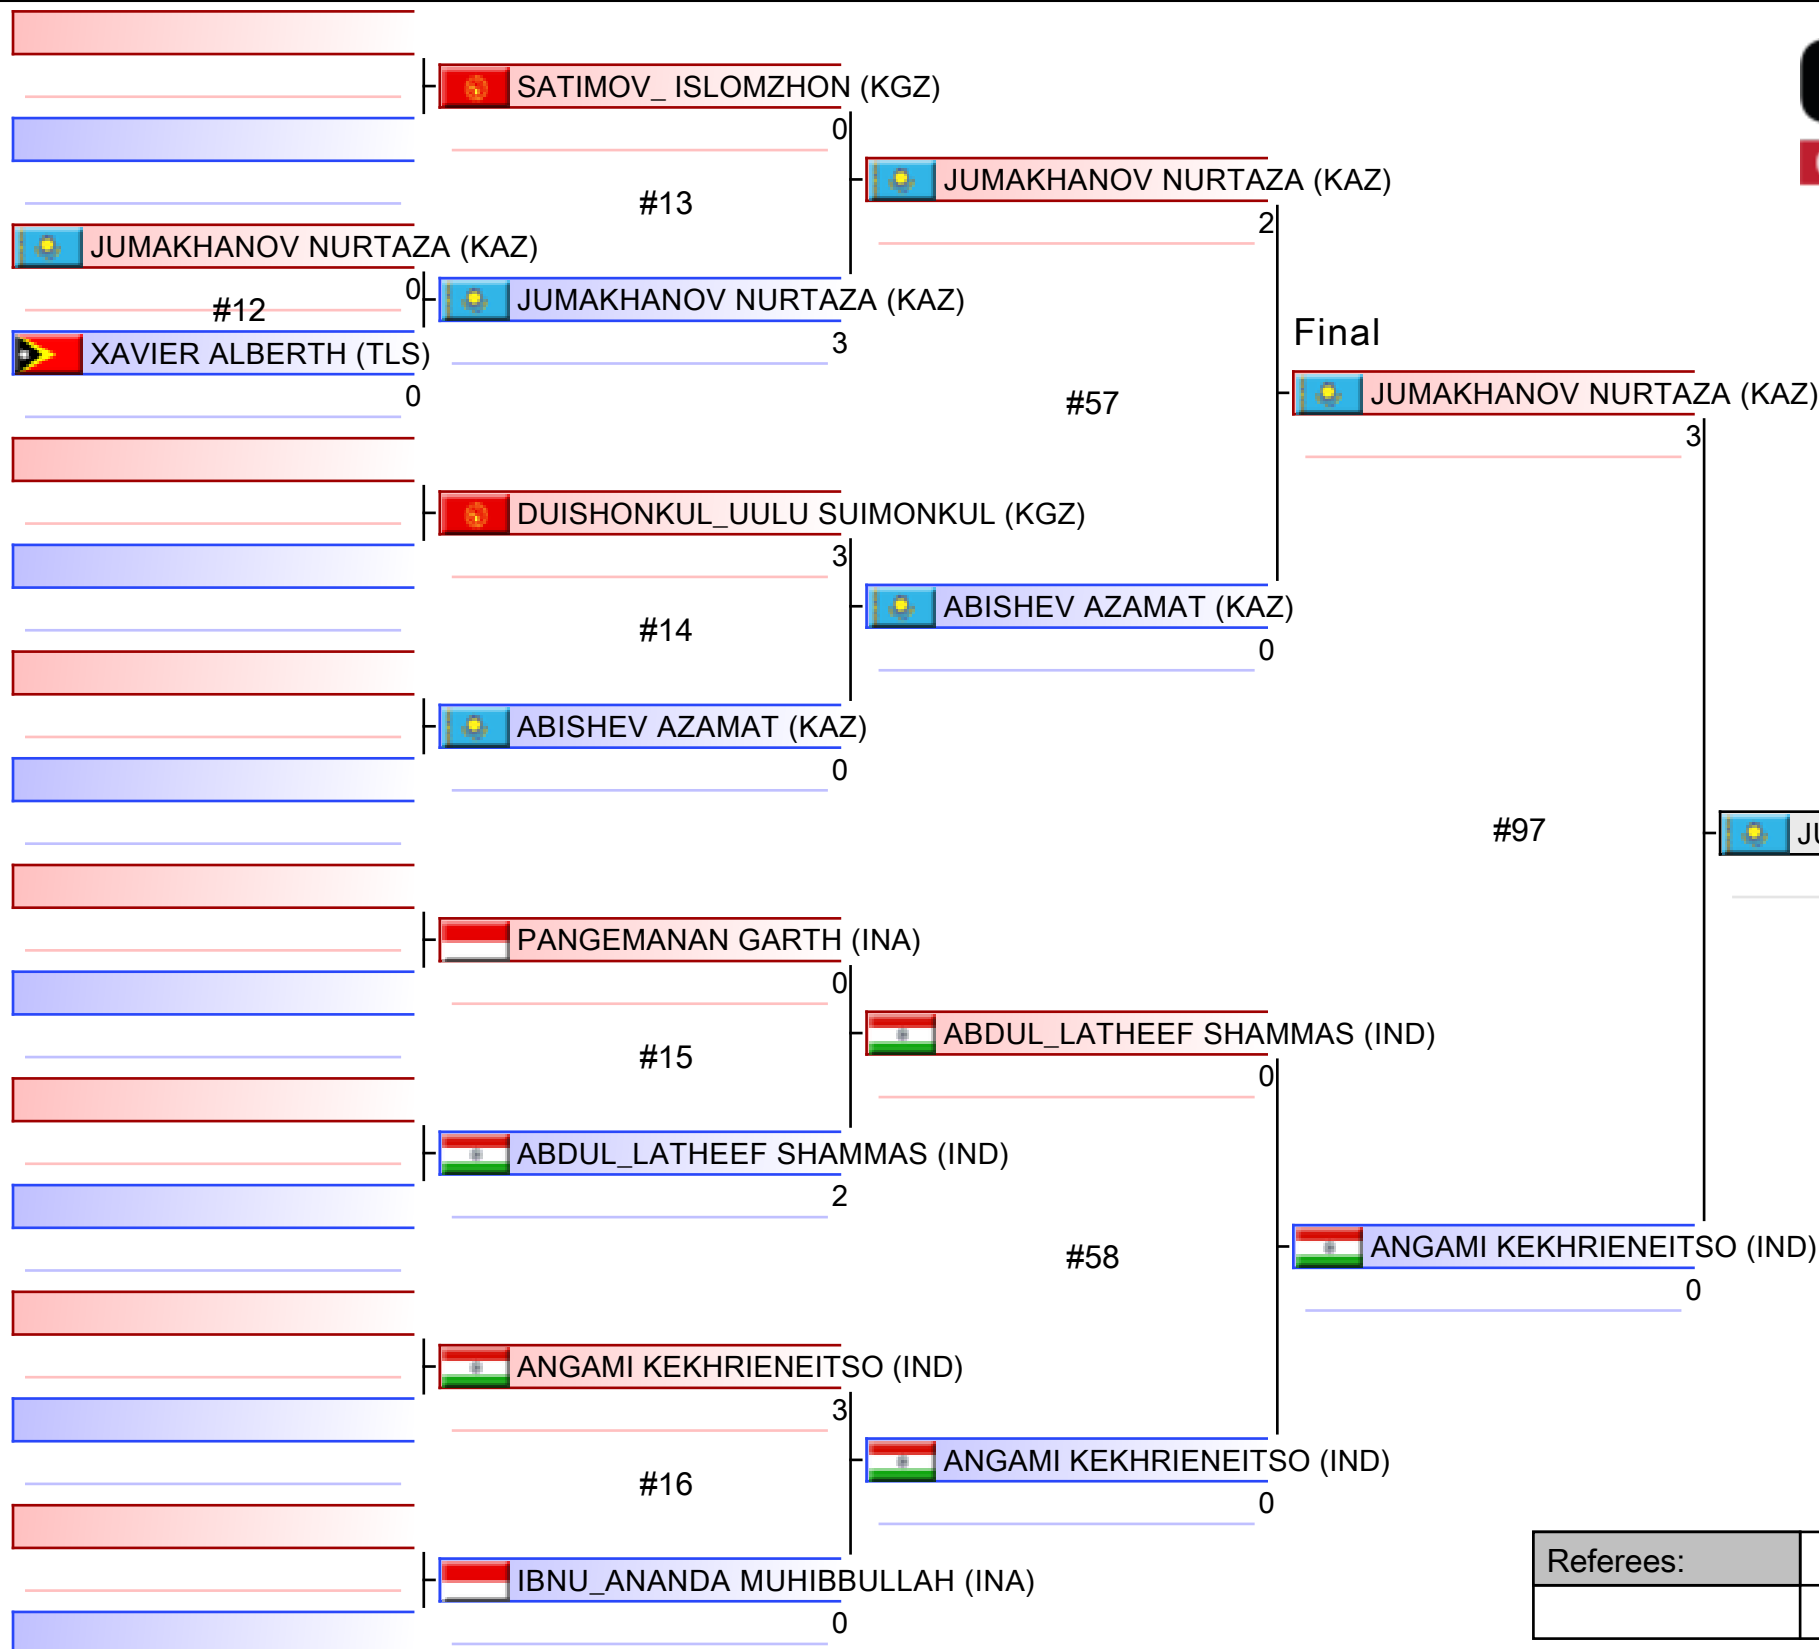 SATIMOV_ ISLOMZHON (KGZ)
0
#13
JUMAKHANOV NURTAZA (KAZ)
2
JUMAKHANOV NURTAZA (KAZ)
0
#12
XAVIER ALBERTH (TLS)
0
JUMAKHANOV NURTAZA (KAZ)
3
#57
Final
JUMAKHANOV NURTAZA (KAZ)
3
DUISHONKUL_UULU SUIMONKUL (KGZ)
3
#14
ABISHEV AZAMAT (KAZ)
0
ABISHEV AZAMAT (KAZ)
0
#97
JU
PANGEMANAN GARTH (INA)
0
#15
ABDUL_LATHEEF SHAMMAS (IND)
0
ABDUL_LATHEEF SHAMMAS (IND)
2
#58
ANGAMI KEKHRIENEITSO (IND)
0
ANGAMI KEKHRIENEITSO (IND)
3
#16
ANGAMI KEKHRIENEITSO (IND)
0
IBNU_ANANDA MUHIBBULLAH (INA)
0
Referees: